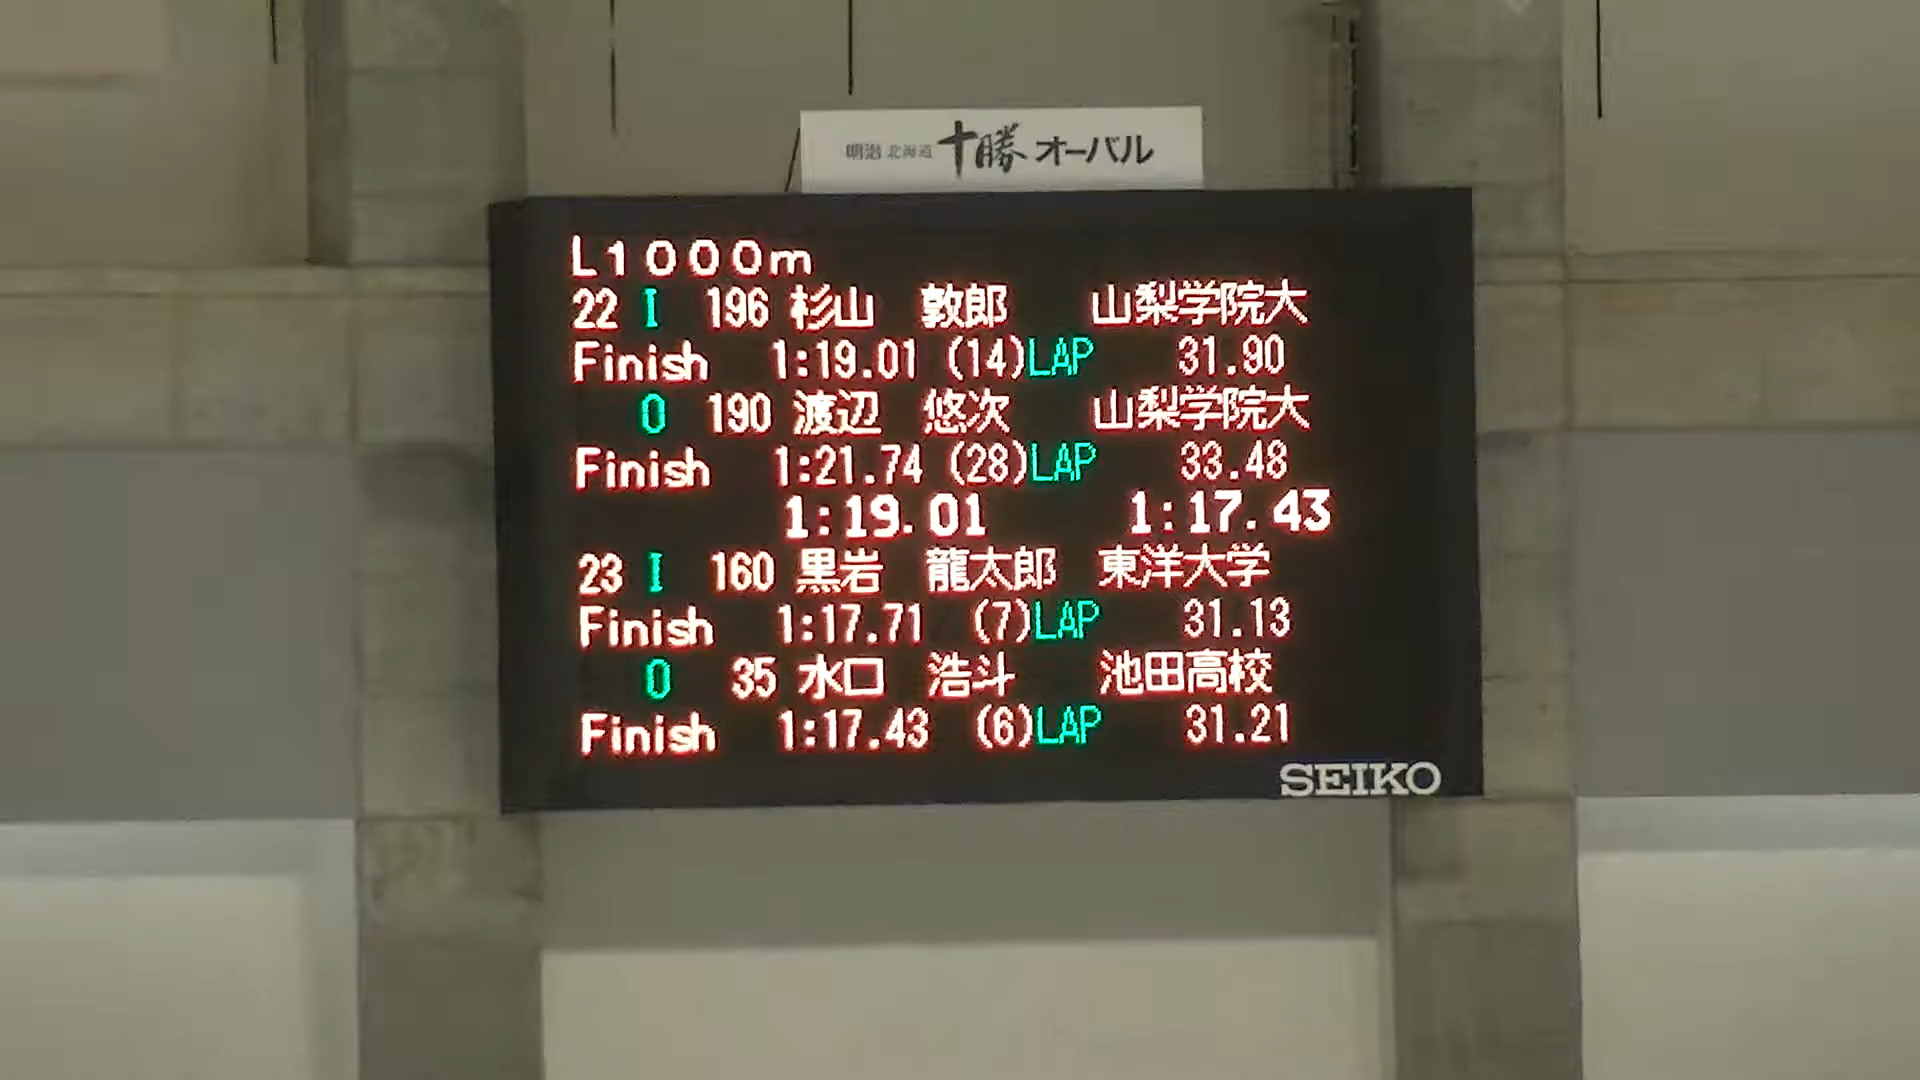 明治 北海道 十勝 オーバル
L1000m
22 I 196 杉山 敦郎 山梨学院大
Finish 1:19.01 (14)LAP 31.90
O 190 渡辺 悠次 山梨学院大
Finish 1:21.74 (28)LAP 33.48
1:19.01 1:17.43
23 I 160 黒岩 龍太郎 東洋大学
Finish 1:17.71 (7)LAP 31.13
O 35 水口 浩斗 池田高校
Finish 1:17.43 (6)LAP 31.21
SEIKO